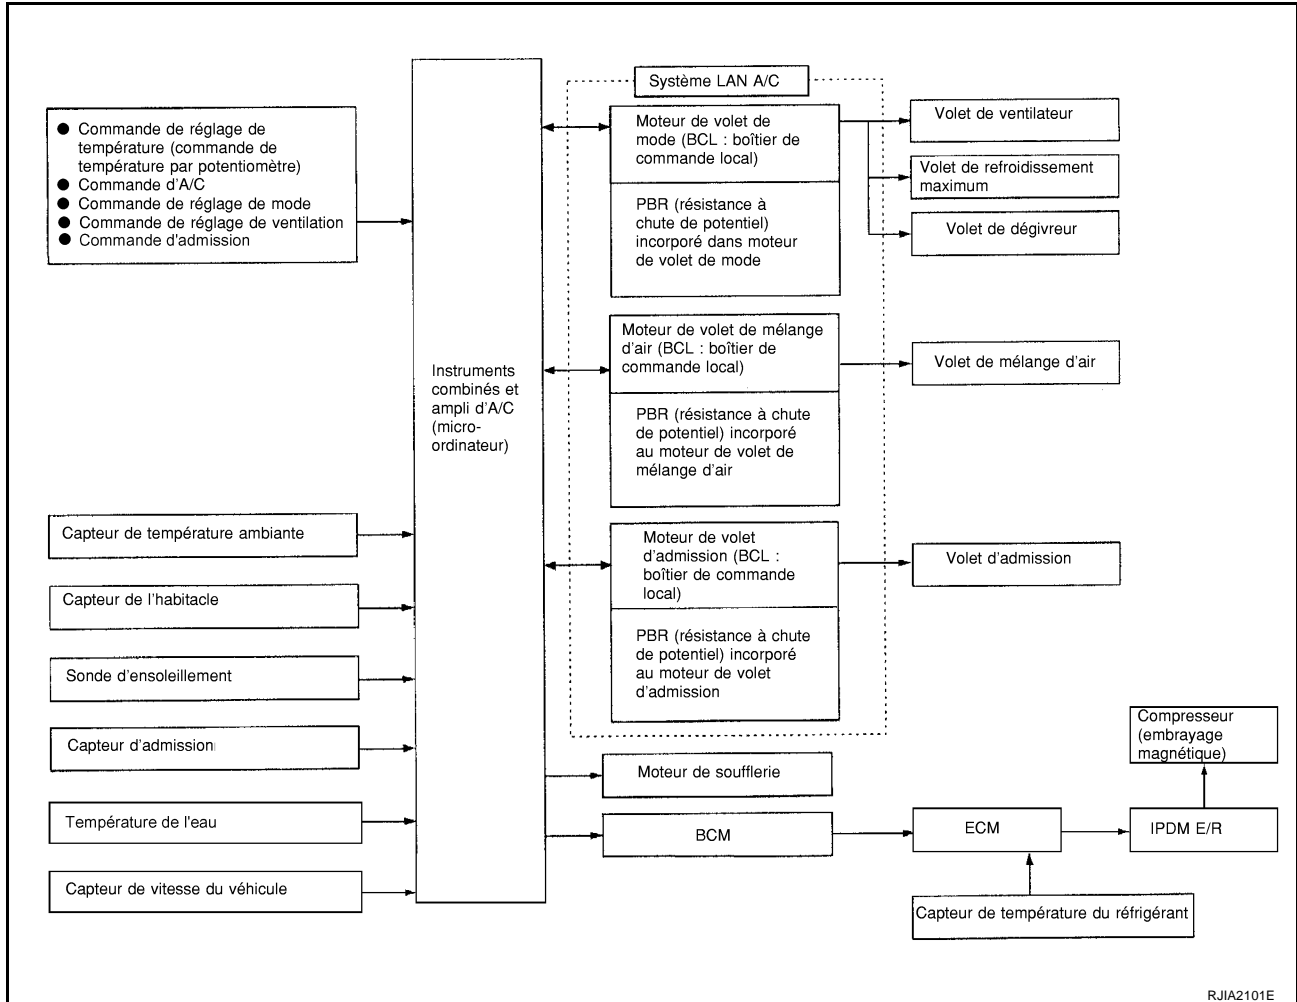 Système LAN A/C
● Commande de réglage de
température (commande de
température par potentiomètre)
● Commande d'A/C
● Commande de réglage de mode
● Commande de réglage de ventilation
● Commande d'admission
Capteur de température ambiante
Capteur de l'habitacle
Sonde d'ensoleillement
Capteur d'admission
Température de l'eau
Capteur de vitesse du véhicule
Instruments
combinés et
ampli d'A/C
(micro-
ordinateur)
Moteur de volet de
mode (BCL : boîtier de
commande local)
PBR (résistance à
chute de potentiel)
incorporé dans moteur
de volet de mode
Moteur de volet de mélange
d'air (BCL : boîtier de
commande local)
PBR (résistance à chute
de potentiel) incorporé
au moteur de volet de
mélange d'air
Moteur de volet
d'admission (BCL :
boîtier de commande
local)
PBR (résistance à chute
de potentiel) incorporé
au moteur de volet
d'admission
Moteur de soufflerie
BCM
Volet de ventilateur
Volet de refroidissement
maximum
Volet de dégivreur
Volet de mélange d'air
Volet d'admission
Compresseur
(embrayage
magnétique)
ECM
IPDM E/R
Capteur de température du réfrigérant
RJIA2101E